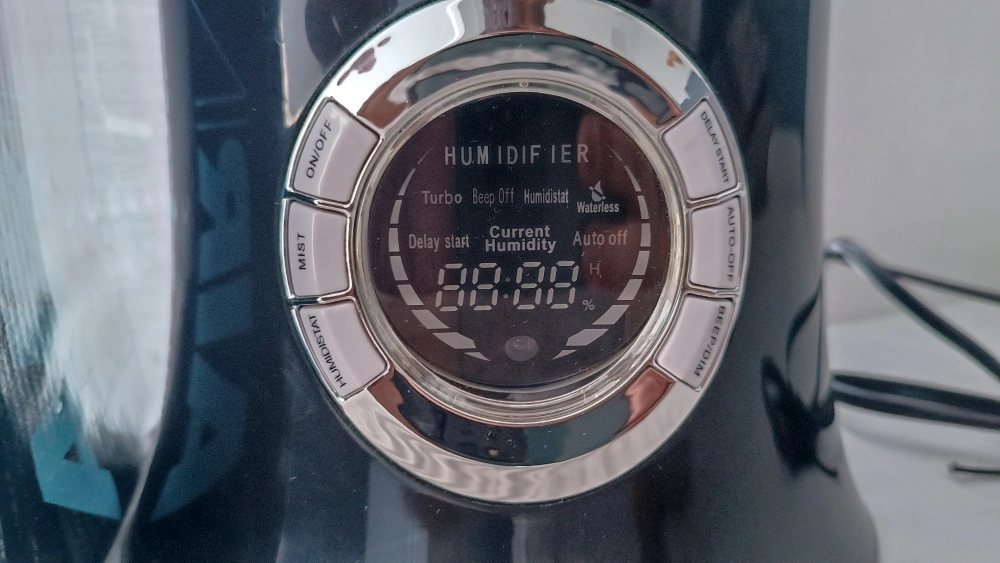 HUMIDIFIER
Turbo Beep Off Humidistat Waterless
Delay start Current Humidity Auto off
88:88 H %
ON/OFF
MIST
HUMIDISTAT
DELAY START
AUTO-OFF
BEEP/DIM